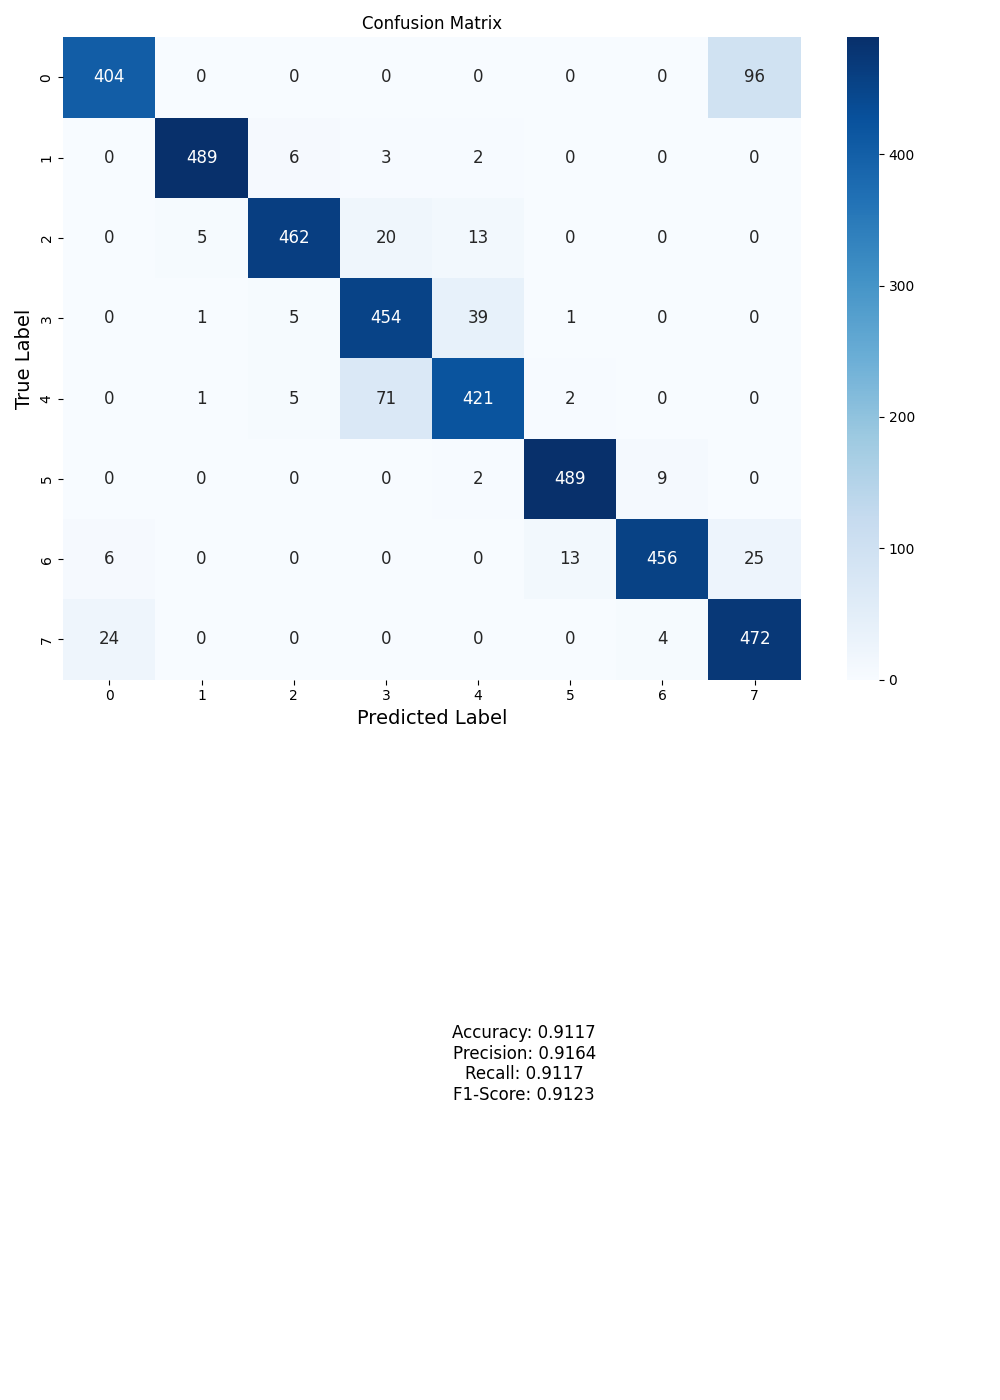 Confusion Matrix
0 404 0 0 0 0 0 0 96
1 0 489 6 3 2 0 0 0
2 0 5 462 20 13 0 0 0
3 0 1 5 454 39 1 0 0
4 0 1 5 71 421 2 0 0
5 0 0 0 0 2 489 9 0
6 6 0 0 0 0 13 456 25
7 24 0 0 0 0 0 4 472
0 1 2 3 4 5 6 7
True Label
Predicted Label
400
300
200
100
0
Accuracy: 0.9117
Precision: 0.9164
Recall: 0.9117
F1-Score: 0.9123